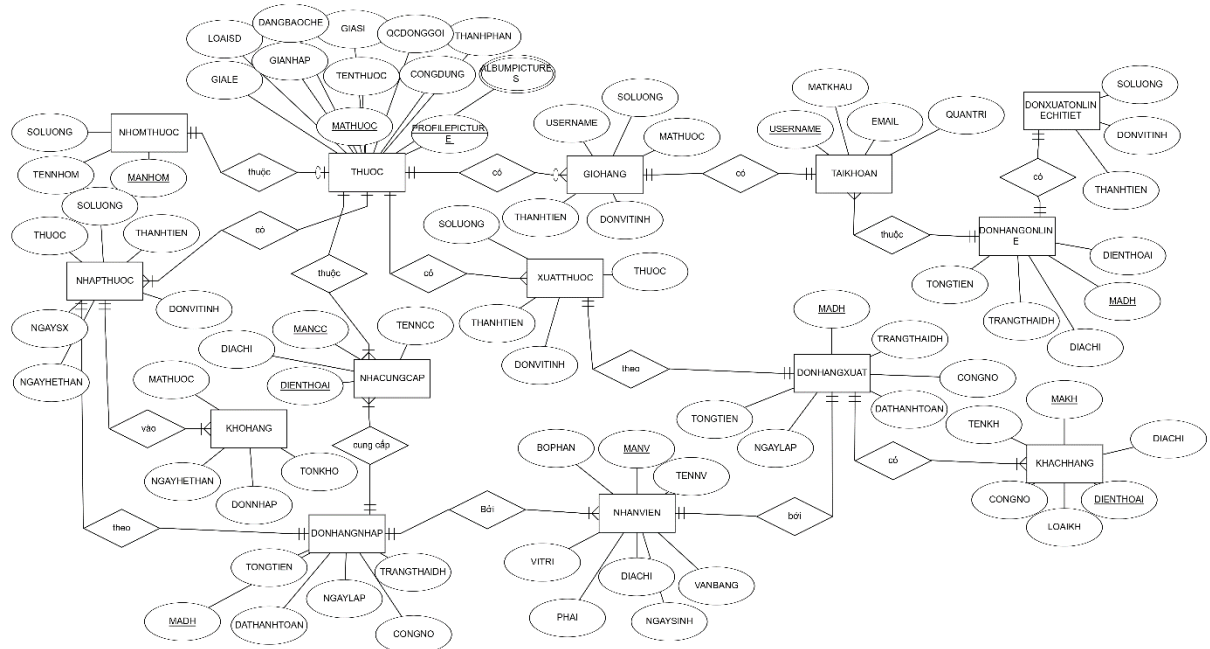 DANGBAOCHE
GIASI
QCDONGGOI
THANHPHAN
LOAISD
GIANHAP
TENTHUOC
CONGDUNG
ALBUMPICTURE
S
GIALE
MATHUOC
PROFILEPICTUR
E
THUOC
SOLUONG
NHOMTHUOC
TENNHOM
MANHOM
thuộc
có
USERNAME
SOLUONG
MATHUOC
GIOHANG
THANHTIEN
DONVITINH
có
MATKHAU
USERNAME
EMAIL
QUANTRI
TAIKHOAN
DONXUATONLIN
ECHITIET
SOLUONG
DONVITINH
THANHTIEN
có
thuộc
DONHANGONLIN
E
DIENTHOAI
MADH
TONGTIEN
TRANGTHAIDH
DIACHI
SOLUONG
THUOC
THANHTIEN
có
NHAPTHUOC
DONVITINH
NGAYSX
NGAYHETHAN
thuộc
có
SOLUONG
XUATTHUOC
THUOC
THANHTIEN
DONVITINH
MANCC
TENNCC
DIACHI
NHACUNGCAP
DIENTHOAI
theo
MADH
TRANGTHAIDH
DONHANGXUAT
CONGNO
TONGTIEN
DATHANHTOAN
NGAYLAP
MATHUOC
vào
KHOHANG
NGAYHETHAN
TONKHO
DONNHAP
cung cấp
MAKH
TENKH
DIACHI
có
KHACHHANG
CONGNO
DIENTHOAI
LOAIKH
BOPHAN
MANV
TENNV
theo
DONHANGNHAP
Bởi
NHANVIEN
bởi
TONGTIEN
TRANGTHAIDH
NGAYLAP
MADH
DATHANHTOAN
CONGNO
VITRI
DIACHI
VANBANG
PHAI
NGAYSINH